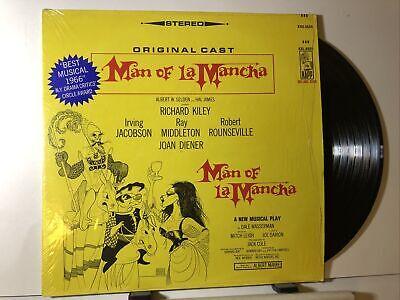 STEREO
ORIGINAL CAST
Man of La Mancha
"BEST
MUSICAL
1966"
N.Y. DRAMA CRITICS'
CIRCLE AWARD
ALBERT W. SELDEN and HAL JAMES
RICHARD KILEY
Irving Ray Robert
JACOBSON MIDDLETON ROUNSEVILLE
JOAN DIENER
KAPP
Man of
La Mancha
A NEW MUSICAL PLAY
DALE WASSERMAN
MITCH LEIGH JOE DARION
JACK COLE
ALBERT MARRE